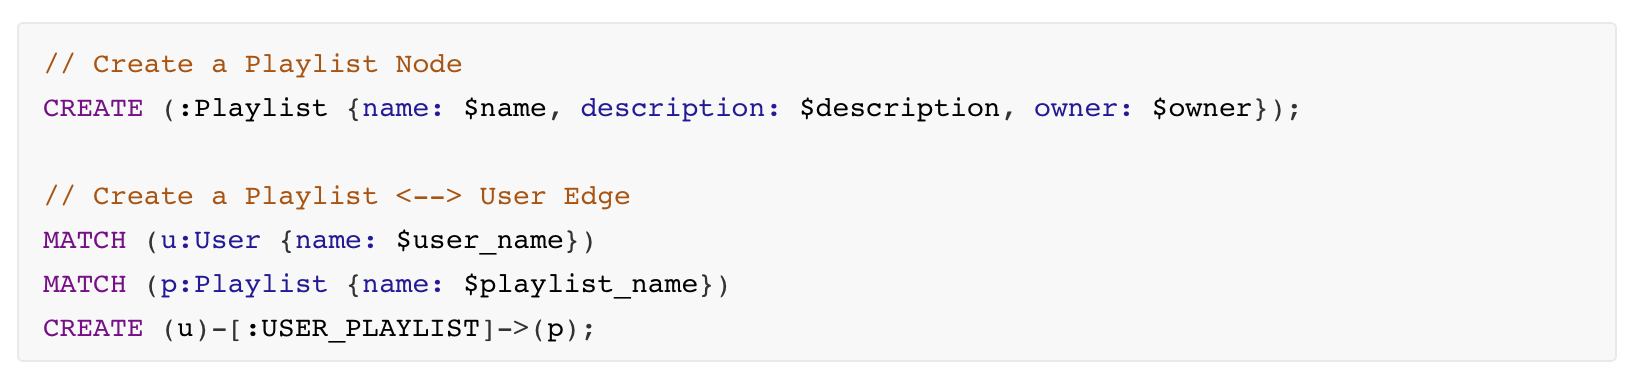 // Create a Playlist Node
CREATE (:Playlist {name: $name, description: $description, owner: $owner});
// Create a Playlist <--> User Edge
MATCH (u:User {name: $user_name})
MATCH (p:Playlist {name: $playlist_name})
CREATE (u)-[:USER_PLAYLIST]->(p);